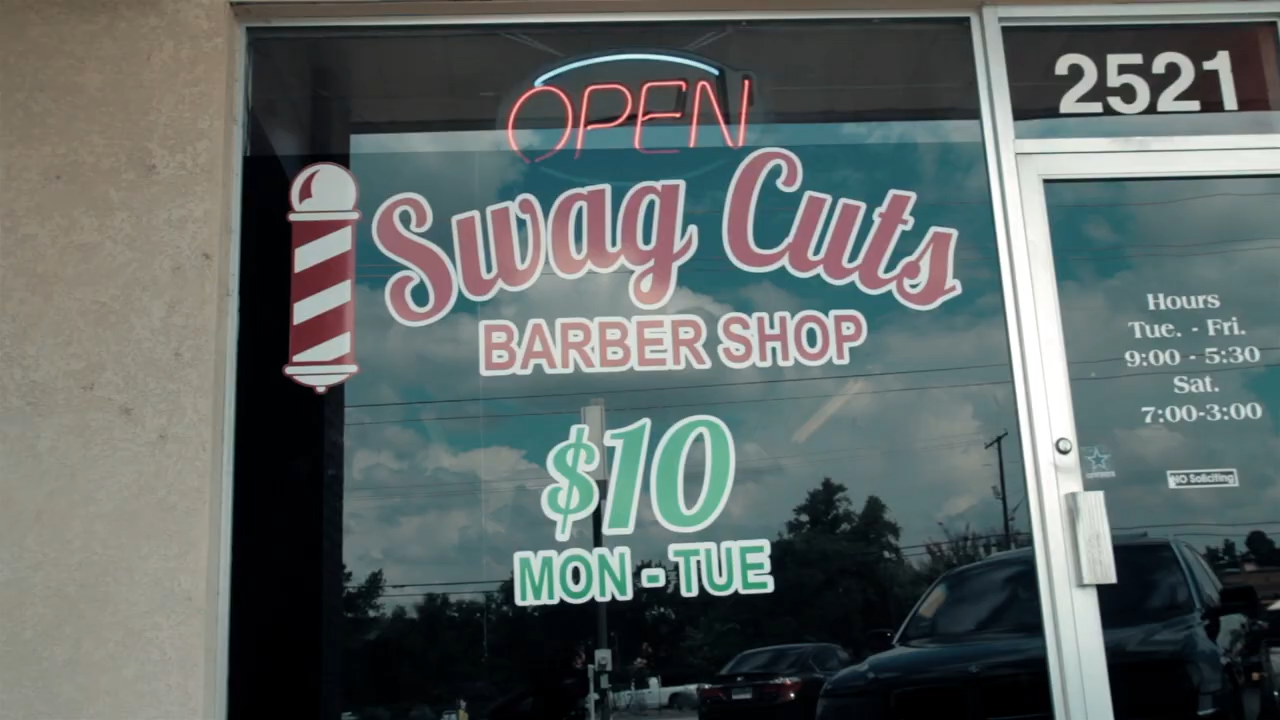 OPEN
Swag Cuts
BARBER SHOP
$10
MON - TUE
2521
Hours
Tue. - Fri.
9:00 - 5:30
Sat.
7:00-3:00
NO Soliciting